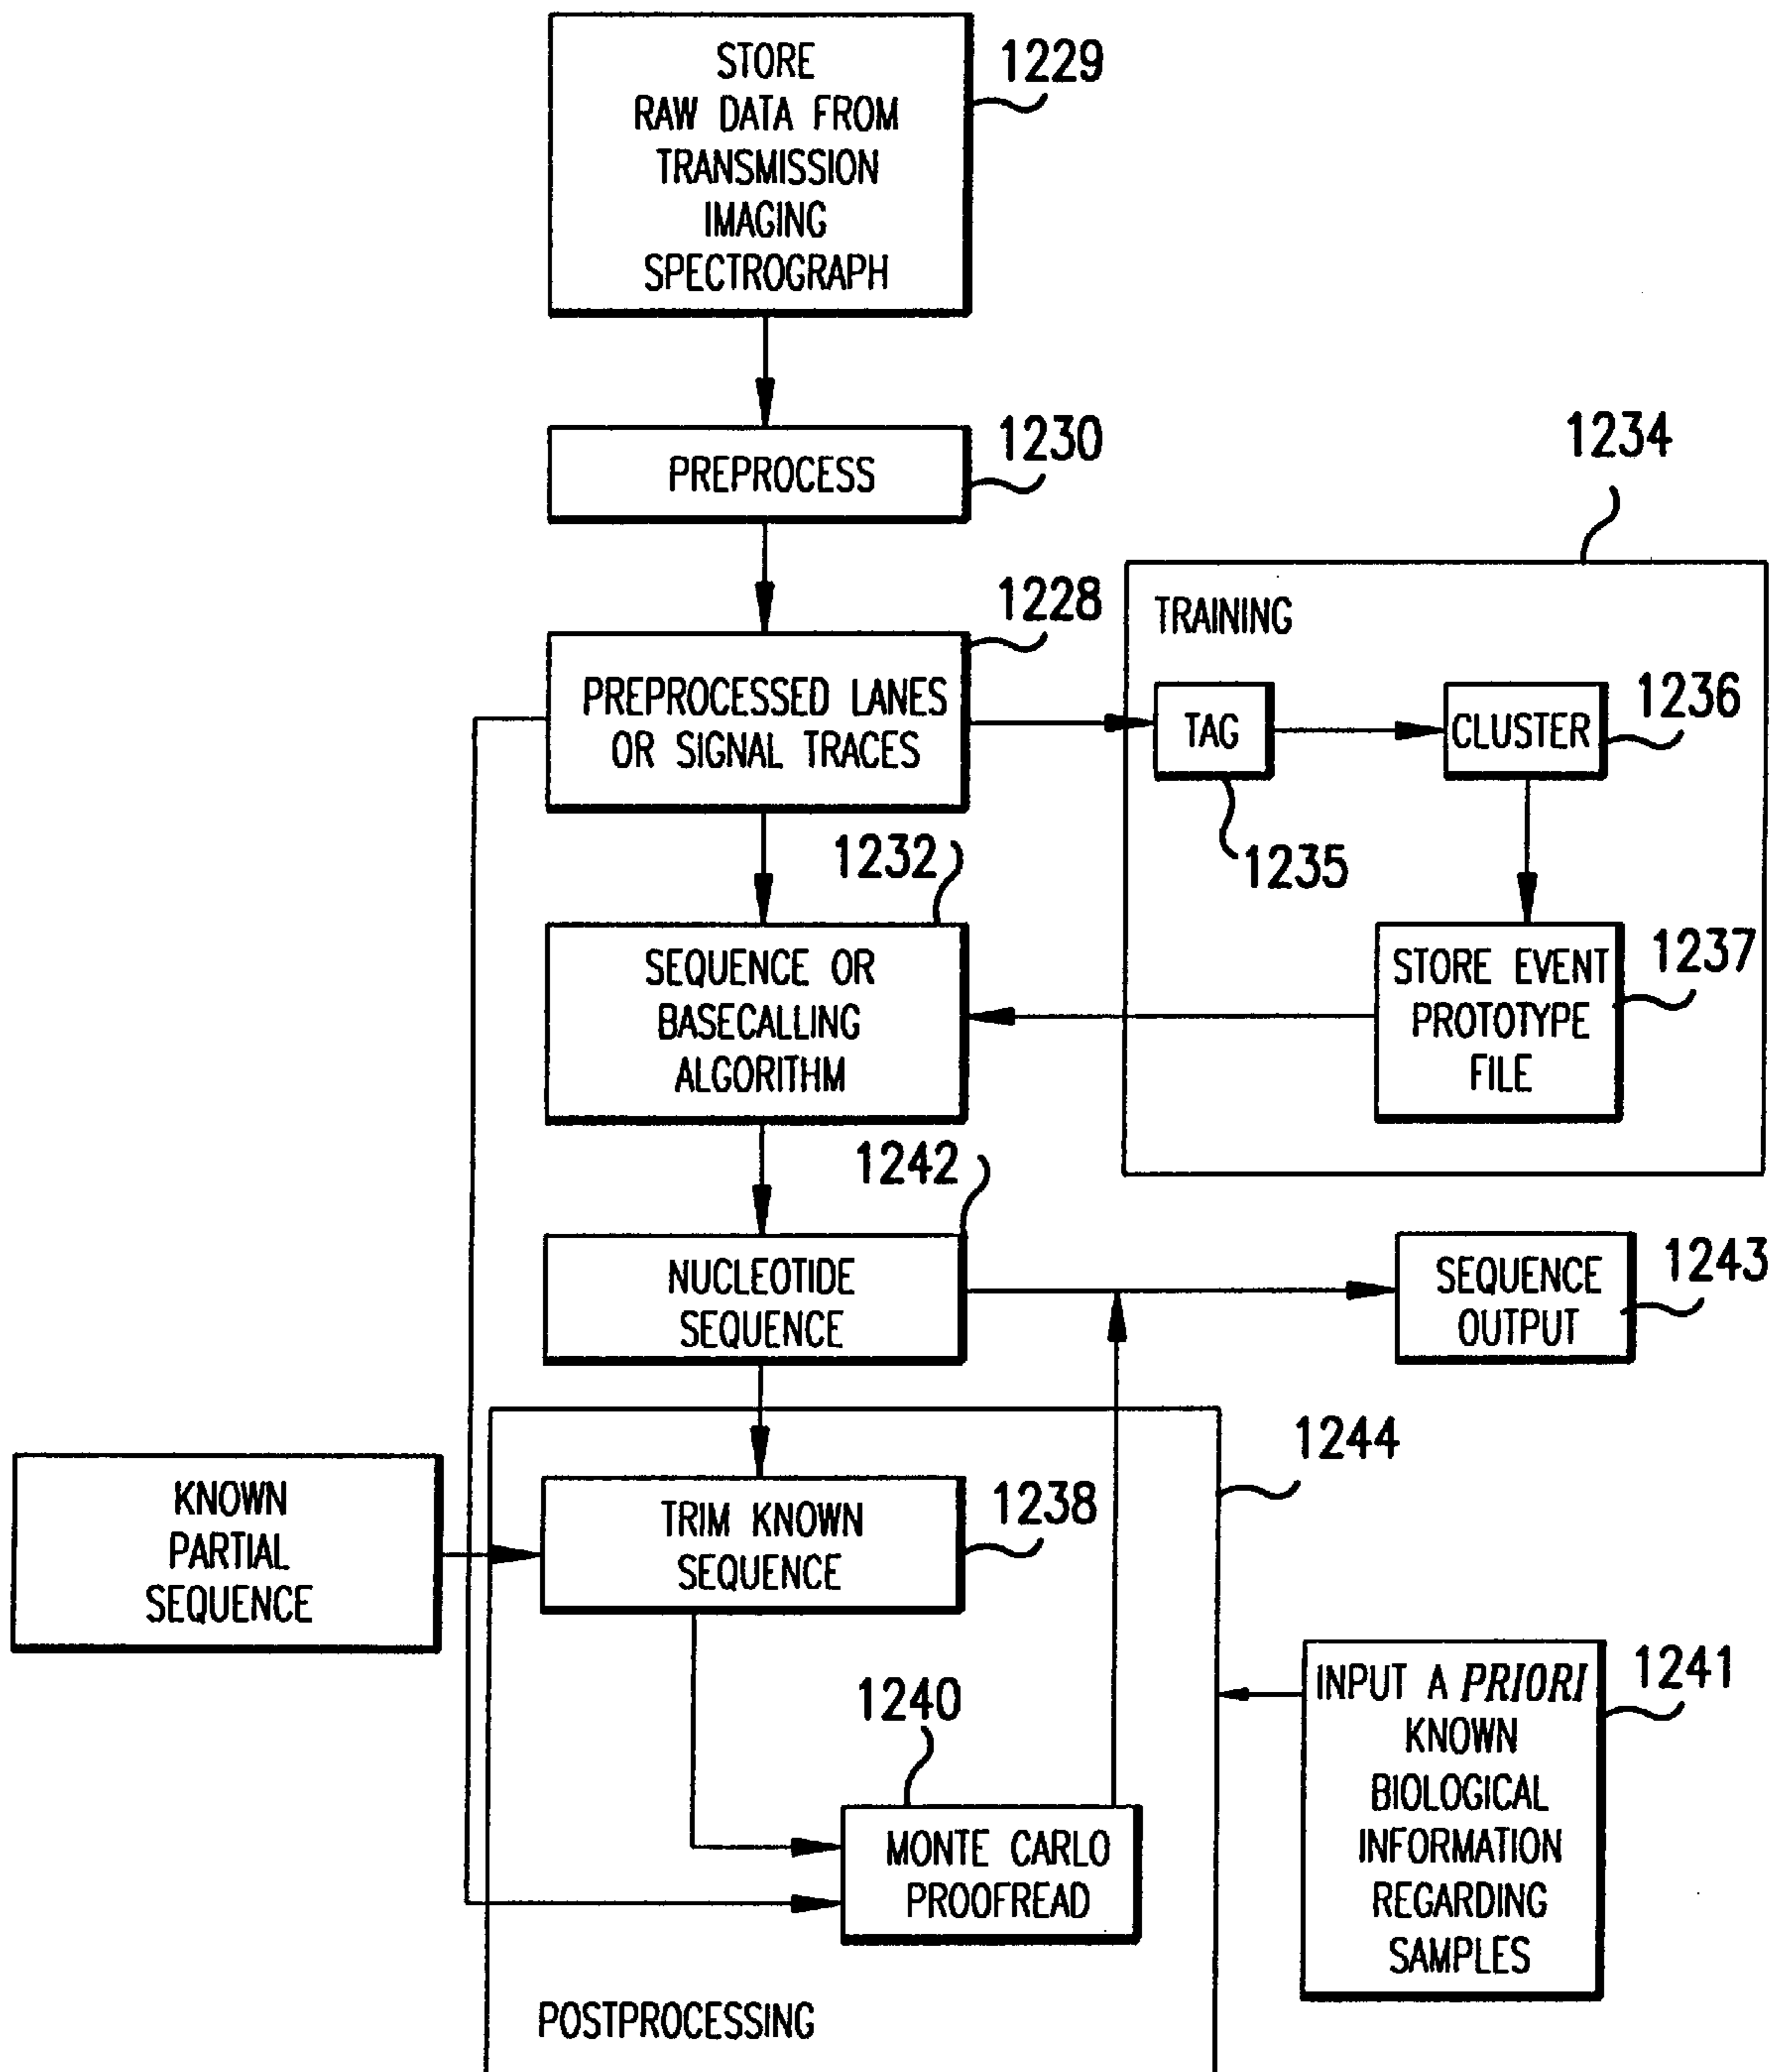 STORE
RAW DATA FROM
TRANSMISSION
IMAGING
SPECTROGRAPH
1229
PREPROCESS
1230
1234
PREPROCESSED LANES
OR SIGNAL TRACES
1228
TRAINING
TAG
1235
CLUSTER
1236
STORE EVENT
PROTOTYPE
FILE
1237
1232
SEQUENCE OR
BASECALLING
ALGORITHM
1242
NUCLEOTIDE
SEQUENCE
SEQUENCE
OUTPUT
1243
1244
KNOWN
PARTIAL
SEQUENCE
TRIM KNOWN
SEQUENCE
1238
1240
MONTE CARLO
PROOFREAD
INPUT A PRIORI
KNOWN
BIOLOGICAL
INFORMATION
REGARDING
SAMPLES
1241
POSTPROCESSING